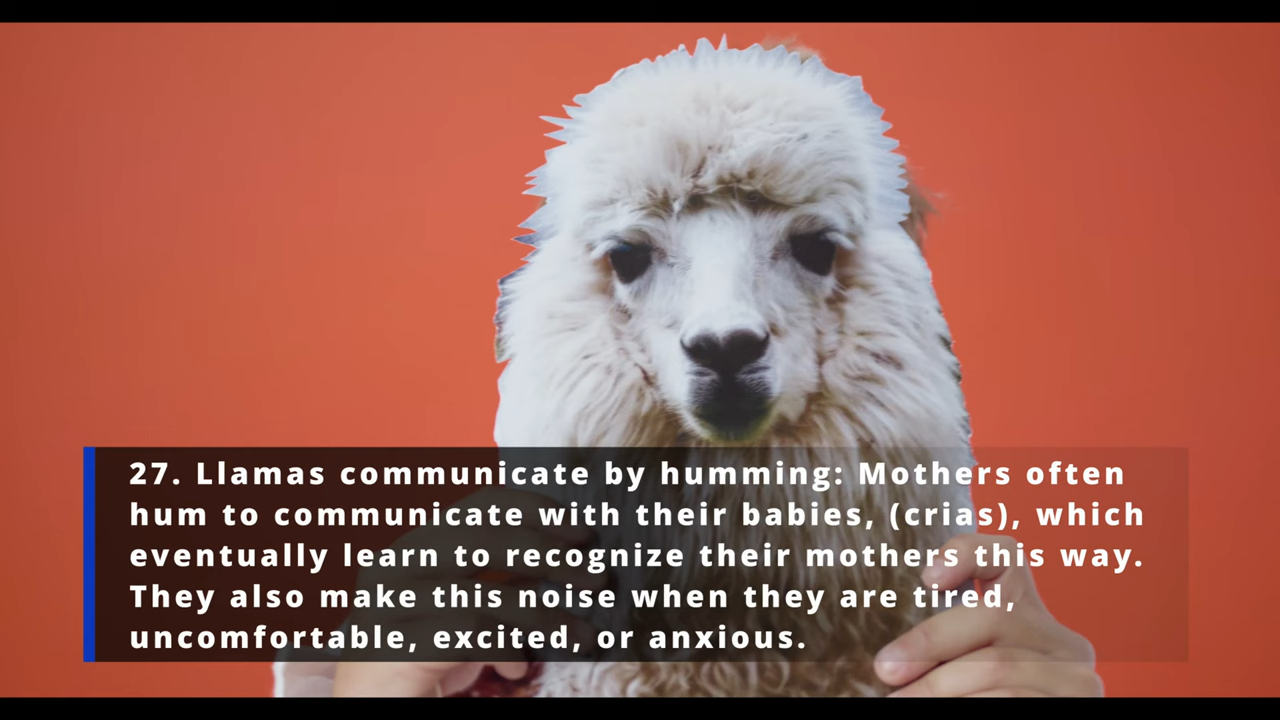 27. Llamas communicate by humming: Mothers often
hum to communicate with their babies, (crias), which
eventually learn to recognize their mothers this way.
They also make this noise when they are tired,
uncomfortable, excited, or anxious.